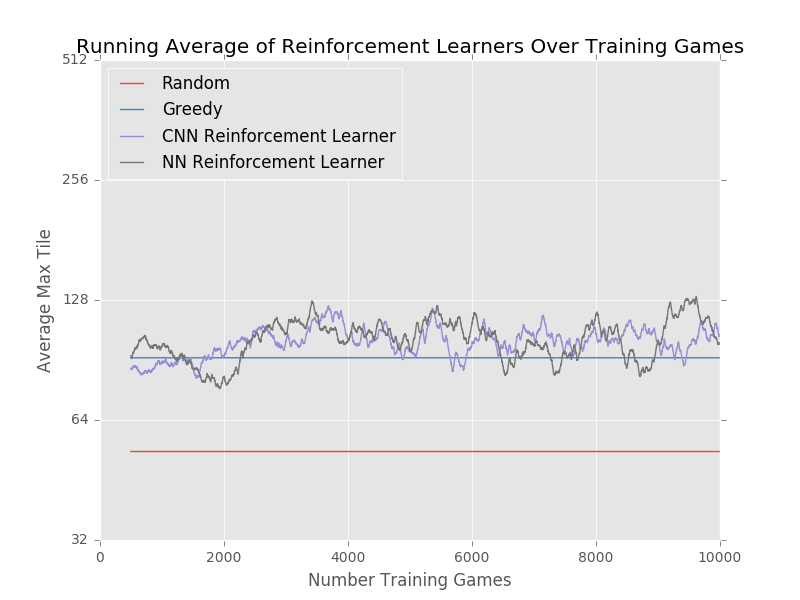 Running Average of Reinforcement Learners Over Training Games
512
256
128
64
32
Average Max Tile
Random
Greedy
CNN Reinforcement Learner
NN Reinforcement Learner
0 2000 4000 6000 8000 10000
Number Training Games